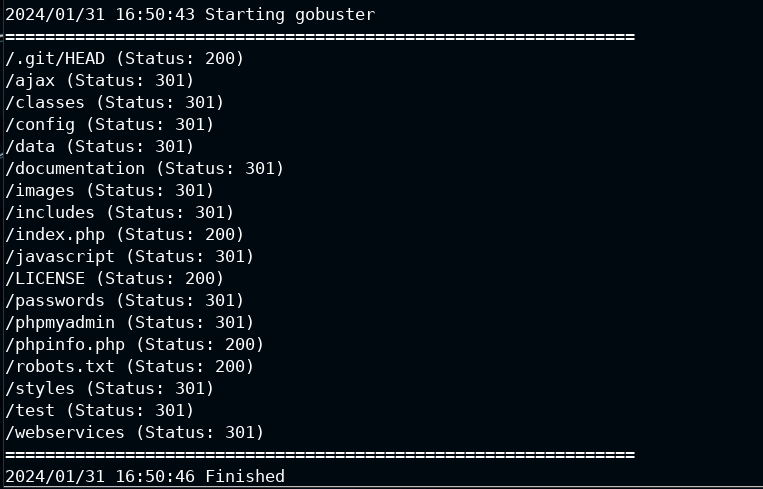 2024/01/31 16:50:43 Starting gobuster
===============================================================
/.git/HEAD (Status: 200)
/ajax (Status: 301)
/classes (Status: 301)
/config (Status: 301)
/data (Status: 301)
/documentation (Status: 301)
/images (Status: 301)
/includes (Status: 301)
/index.php (Status: 200)
/javascript (Status: 301)
/LICENSE (Status: 200)
/passwords (Status: 301)
/phpmyadmin (Status: 301)
/phpinfo.php (Status: 200)
/robots.txt (Status: 200)
/styles (Status: 301)
/test (Status: 301)
/webservices (Status: 301)
===============================================================
2024/01/31 16:50:46 Finished